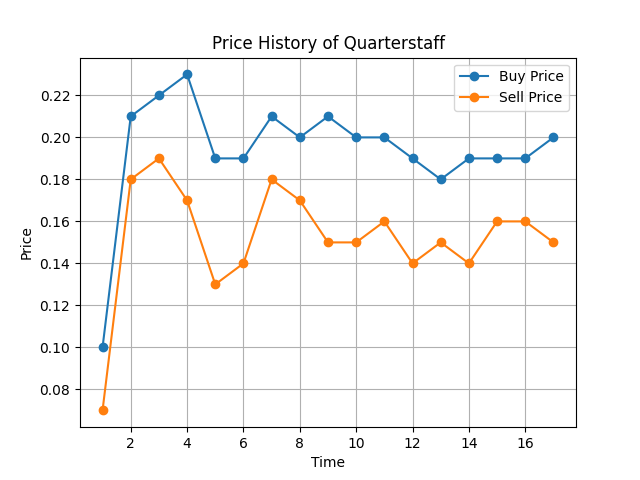 Price History of Quarterstaff
Buy Price
Sell Price
0.22
0.20
0.18
0.16
0.14
0.12
0.10
0.08
Price
2 4 6 8 10 12 14 16
Time